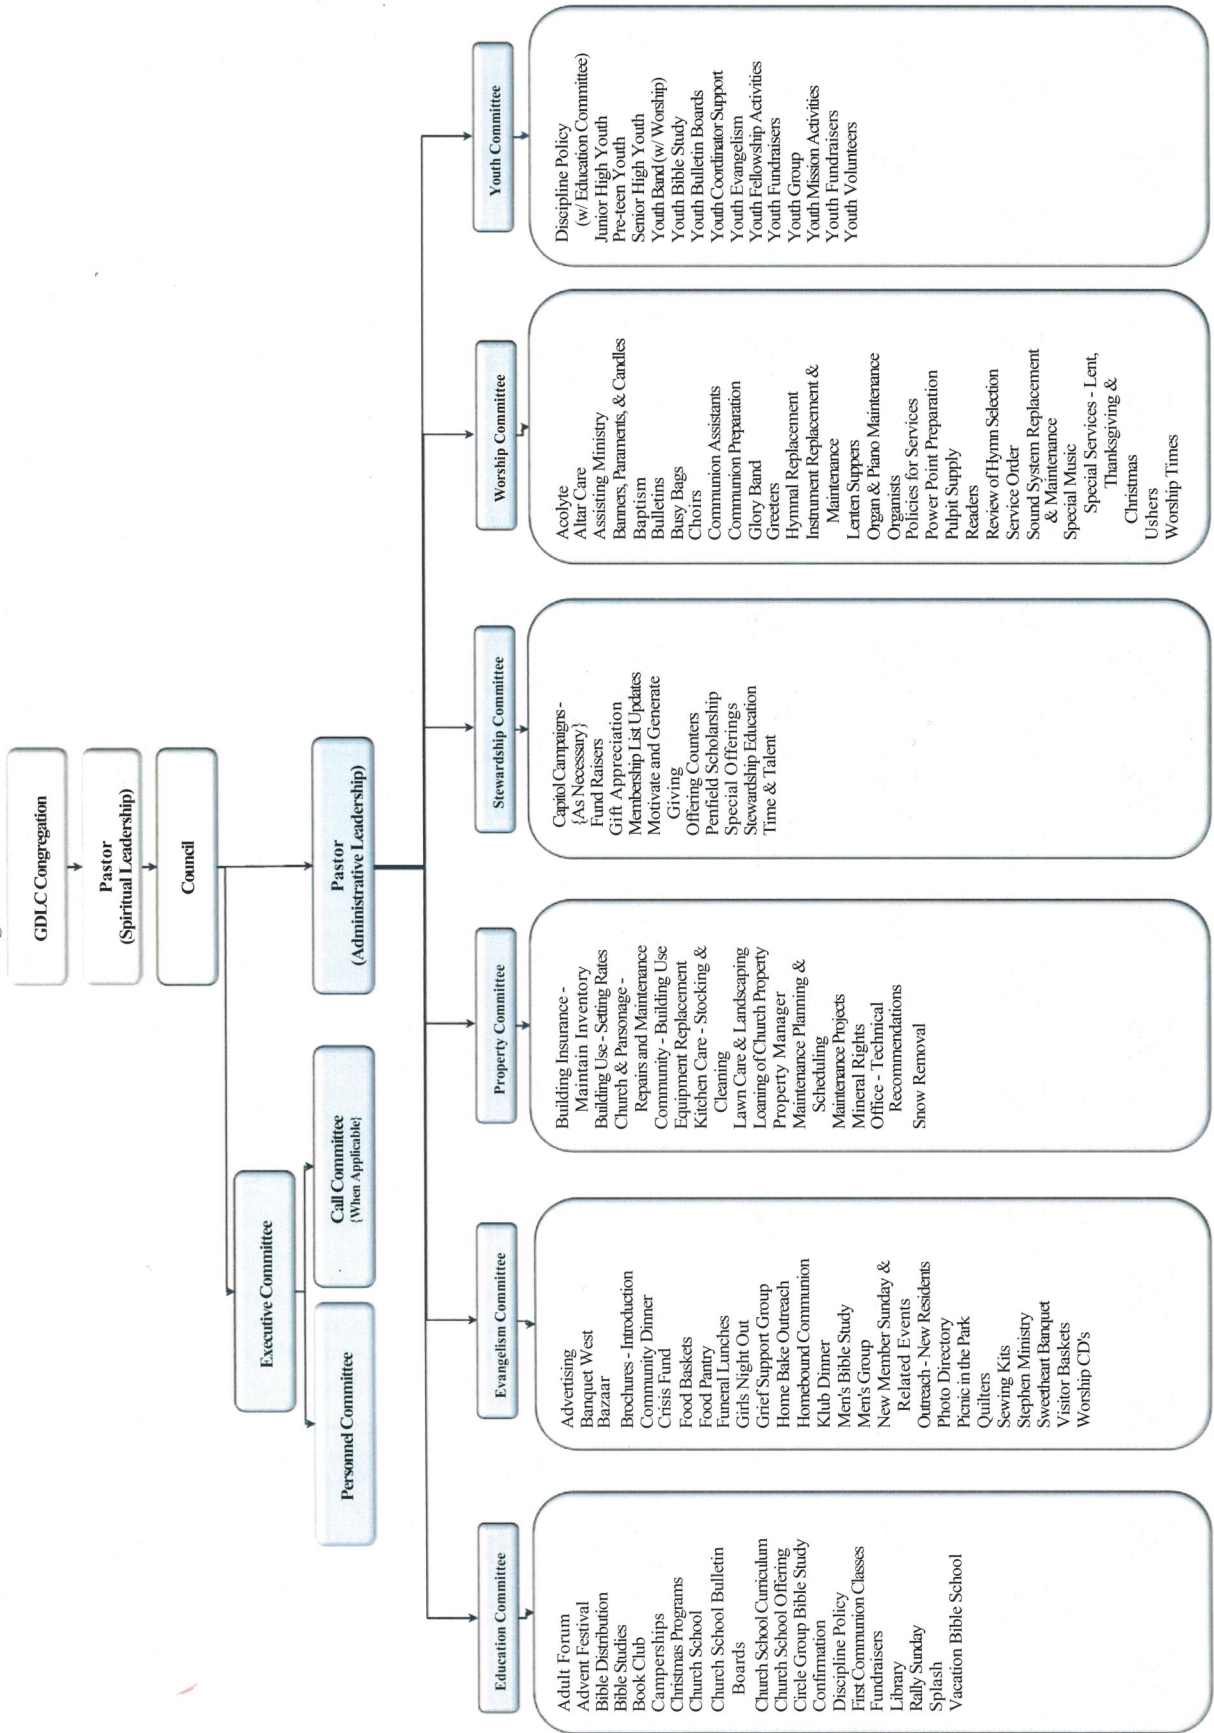 GDLC Congregation
Pastor
(Spiritual Leadership)
Council
Executive Committee
Personnel Committee
Call Committee
{When Applicable}
Pastor
(Administrative Leadership)
Education Committee
Adult Forum
Advent Festival
Bible Distribution
Bible Studies
Book Club
Camperships
Christmas Programs
Church School
Church School Bulletin
Boards
Church School Curriculum
Church School Offering
Circle Group Bible Study
Confirmation
Discipline Policy
First Communion Classes
Fundraisers
Library
Rally Sunday
Splash
Vacation Bible School
Evangelism Committee
Advertising
Banquet West
Bazaar
Brochures - Introduction
Community Dinner
Crisis Fund
Food Baskets
Food Pantry
Funeral Lunches
Girls Night Out
Grief Support Group
Home Bake Outreach
Homebound Communion
Klub Dinner
Men's Bible Study
Men's Group
New Member Sunday &
Related Events
Outreach - New Residents
Photo Directory
Picnic in the Park
Quilters
Sewing Kits
Stephen Ministry
Sweetheart Banquet
Visitor Baskets
Worship CD's
Property Committee
Building Insurance -
Maintain Inventory
Building Use - Setting Rates
Church & Parsonage -
Repairs and Maintenance
Community - Building Use
Equipment Replacement
Kitchen Care - Stocking &
Cleaning
Lawn Care & Landscaping
Loaning of Church Property
Property Manager
Maintenance Planning &
Scheduling
Maintenance Projects
Mineral Rights
Office - Technical
Recommendations
Snow Removal
Stewardship Committee
Capitol Campaigns -
{As Necessary}
Fund Raisers
Gift Appreciation
Membership List Updates
Motivate and Generate
Giving
Offering Counters
Penfield Scholarship
Special Offerings
Stewardship Education
Time & Talent
Worship Committee
Acolyte
Altar Care
Assisting Ministry
Banners, Paraments, & Candles
Baptism
Bulletins
Busy Bags
Choirs
Communion Assistants
Communion Preparation
Glory Band
Greeters
Hymnal Replacement
Instrument Replacement &
Maintenance
Lenten Suppers
Organ & Piano Maintenance
Organists
Policies for Services
Power Point Preparation
Pulpit Supply
Readers
Review of Hymn Selection
Service Order
Sound System Replacement
& Maintenance
Special Music
Special Services - Lent,
Thanksgiving &
Christmas
Ushers
Worship Times
Youth Committee
Discipline Policy
(w/ Education Committee)
Junior High Youth
Pre-teen Youth
Senior High Youth
Youth Band (w/ Worship)
Youth Bible Study
Youth Bulletin Boards
Youth Coordinator Support
Youth Evangelism
Youth Fellowship Activities
Youth Fundraisers
Youth Group
Youth Mission Activities
Youth Fundraisers
Youth Volunteers